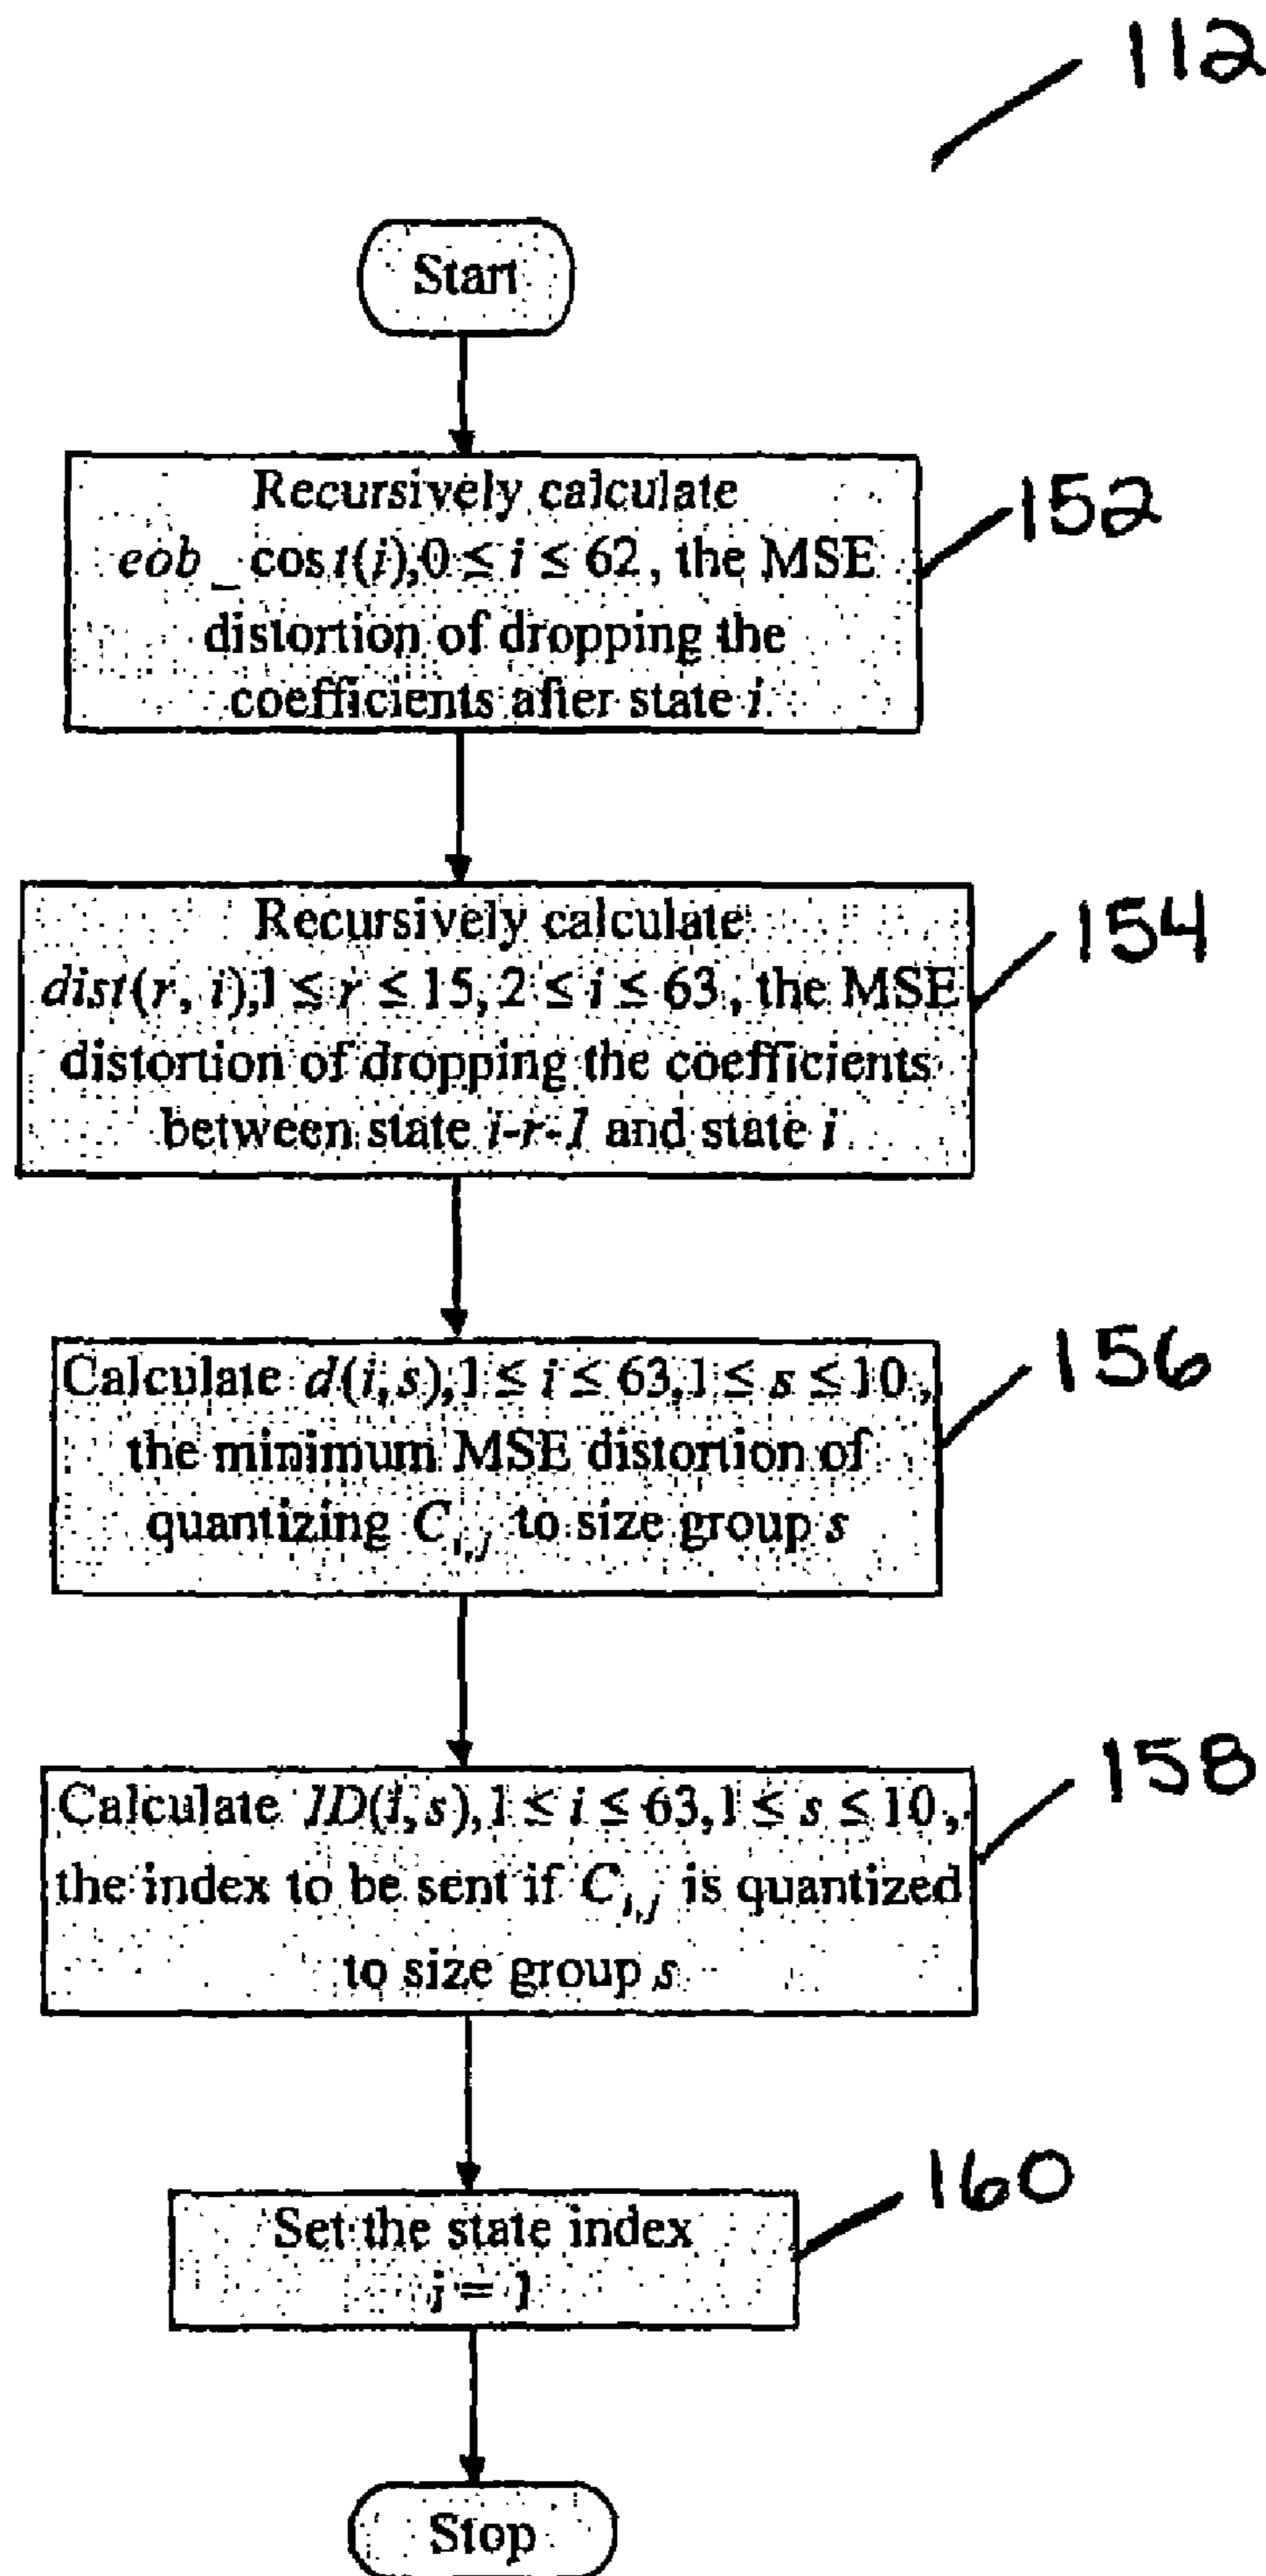 112
Start
Recursively calculate
eob_cost(i),0 ≤ i ≤ 62, the MSE
distortion of dropping the
coefficients after state i.
152
Recursively calculate
dist(r, i),1 ≤ r ≤ 15, 2 ≤ i ≤ 63, the MSE
distortion of dropping the coefficients
between state i-r-1 and state i
154
Calculate d(i,s),1 ≤ i ≤ 63,1 ≤ s ≤ 10,
the minimum MSE distortion of
quantizing C i,j to size group s
156
Calculate ID(i,s),1 ≤ i ≤ 63,1 ≤ s ≤ 10,
the index to be sent if C i,j is quantized
to size group s
158
Set the state index
160
Stop